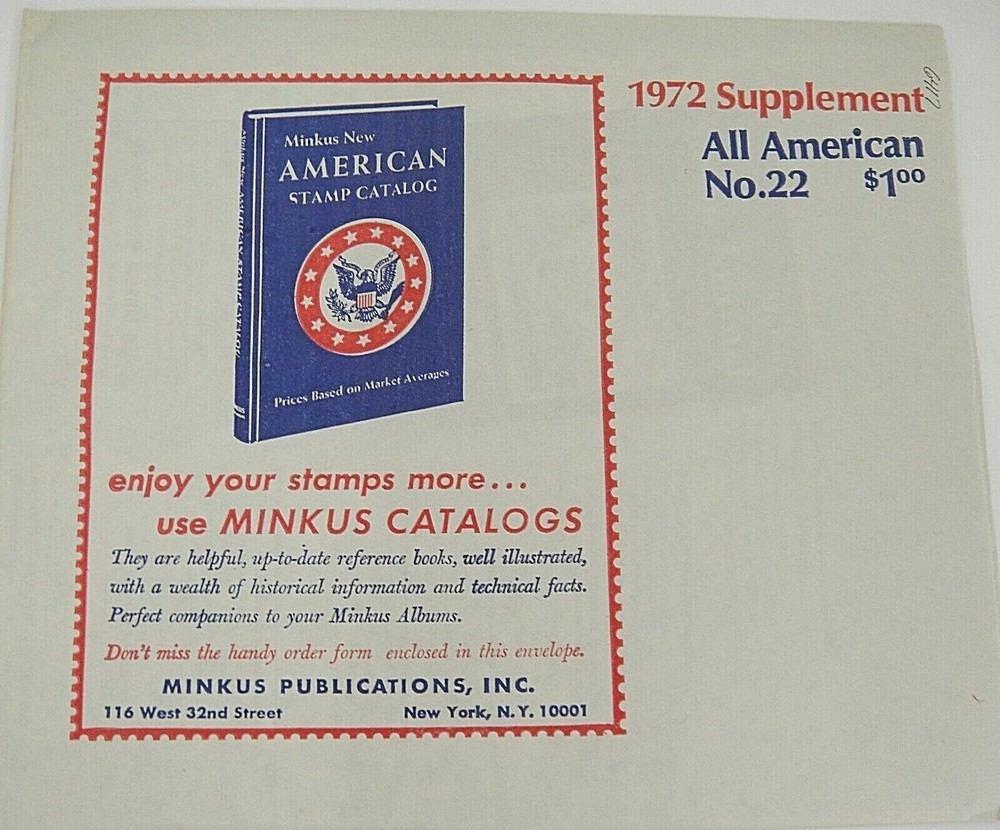 1972 Supplement
All American
No.22 $100
6417
Minkus New
AMERICAN
STAMP CATALOG
Prices Based on Market Averages
enjoy your stamps more...
use MINKUS CATALOGS
They are helpful, up-to-date reference books, well illustrated,
with a wealth of historical information and technical facts.
Perfect companions to your Minkus Albums.
Don't miss the handy order form enclosed in this envelope.
MINKUS PUBLICATIONS, INC.
116 West 32nd Street New York, N.Y. 10001